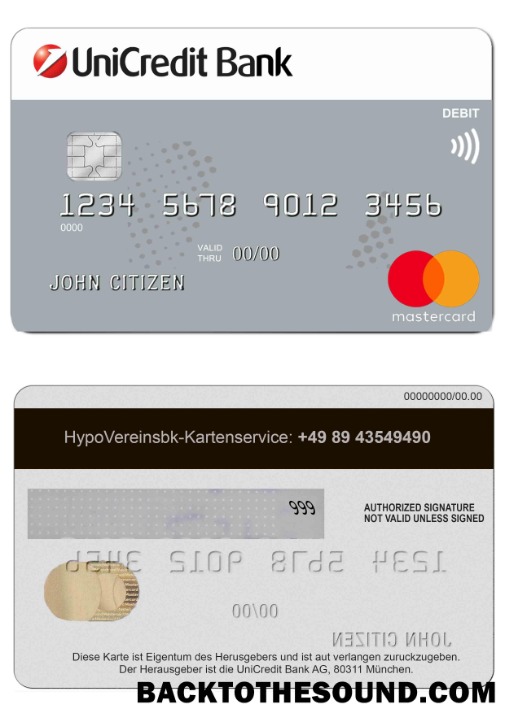 UniCredit Bank
DEBIT
1234 5678 9012 3456
0000
VALID THRU 00/00
JOHN CITIZEN
mastercard
00000000/00.00
HypoVereinsbk-Kartenservice: +49 89 43549490
999
AUTHORIZED SIGNATURE
NOT VALID UNLESS SIGNED
1234 5678 9012 3456
00/00
JOHN CITIZEN
Diese Karte ist Eigentum des Herusgebers und ist aut verlangen zuruckzugeben.
Der Herausgeber ist die UniCredit Bank AG, 80311 München.
BACKTOTHESOUND.COM